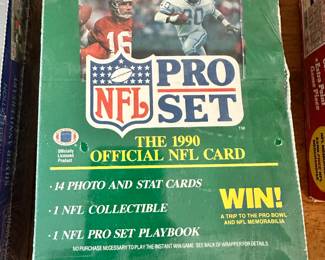 16
20
NFL
PRO
SET
TM
Officially
Licensed
Product
THE 1990
OFFICIAL NFL CARD
· 14 PHOTO AND STAT CARDS
· 1 NFL COLLECTIBLE
· 1 NFL PRO SET PLAYBOOK
WIN!
A TRIP TO THE PRO BOWL
AND NFL MEMORABILIA
NO PURCHASE NECESSARY TO PLAY THE INSTANT WIN GAME. SEE BACK OF WRAPPER FOR DETAILS